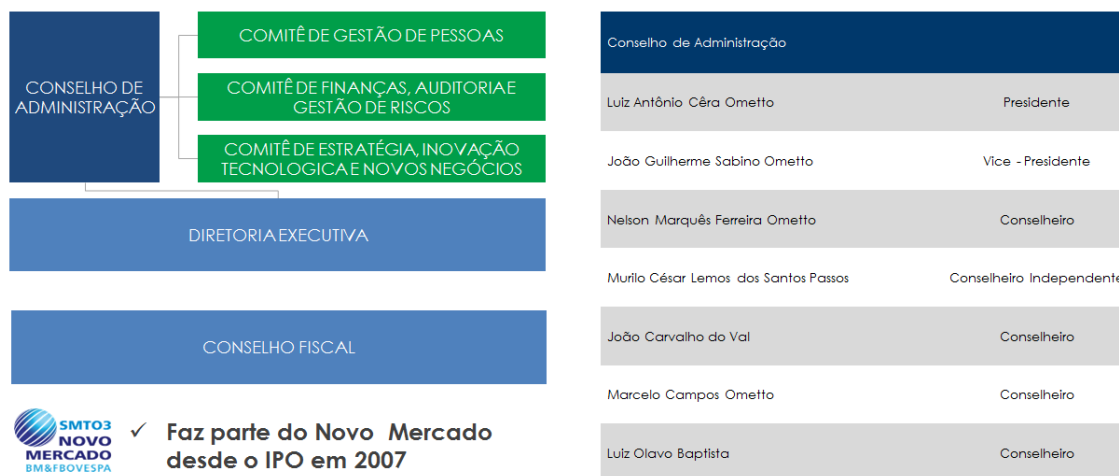 CONSELHO DE
ADMINISTRAÇÃO
COMITÊ DE GESTÃO DE PESSOAS
COMITÊ DE FINANÇAS, AUDITORIA E
GESTÃO DE RISCOS
COMITÊ DE ESTRATÉGIA, INOVAÇÃO
TECNOLOGICA E NOVOS NEGÓCIOS
DIRETORIA EXECUTIVA
CONSELHO FISCAL
SMTO3
NOVO
MERCADO
BM&FBOVESPA
✓ Faz parte do Novo Mercado
desde o IPO em 2007
Conselho de Administração
Luiz Antônio Cêra Ometto Presidente
João Guilherme Sabino Ometto Vice - Presidente
Nelson Marquês Ferreira Ometto Conselheiro
Murilo César Lemos dos Santos Passos Conselheiro Independente
João Carvalho do Val Conselheiro
Marcelo Campos Ometto Conselheiro
Luiz Olavo Baptista Conselheiro